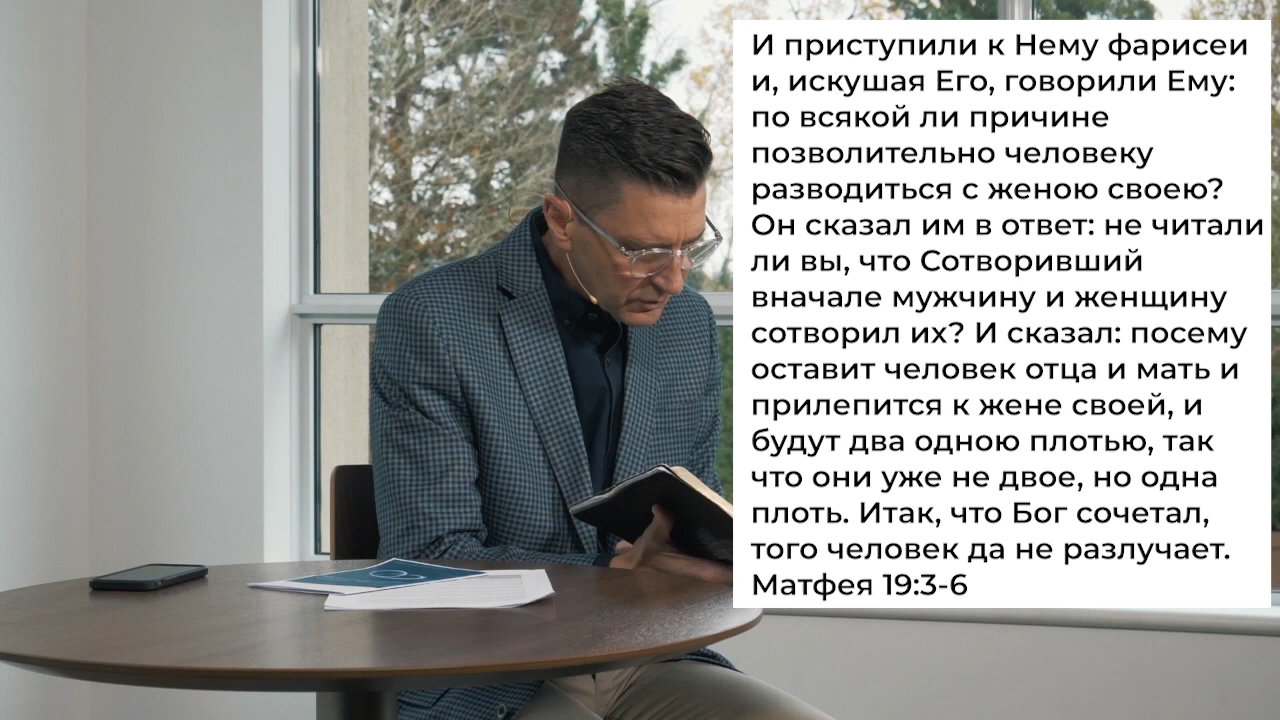 И приступили к Нему фарисеи
и, искушая Его, говорили Ему:
по всякой ли причине
позволительно человеку
разводиться с женою своею?
Он сказал им в ответ: не читали
ли вы, что Сотворивший
вначале мужчину и женщину
сотворил их? И сказал: посему
оставит человек отца и мать и
прилепится к жене своей, и
будут два одною плотью, так
что они уже не двое, но одна
плоть. Итак, что Бог сочетал,
того человек да не разлучает.
Матфея 19:3-6